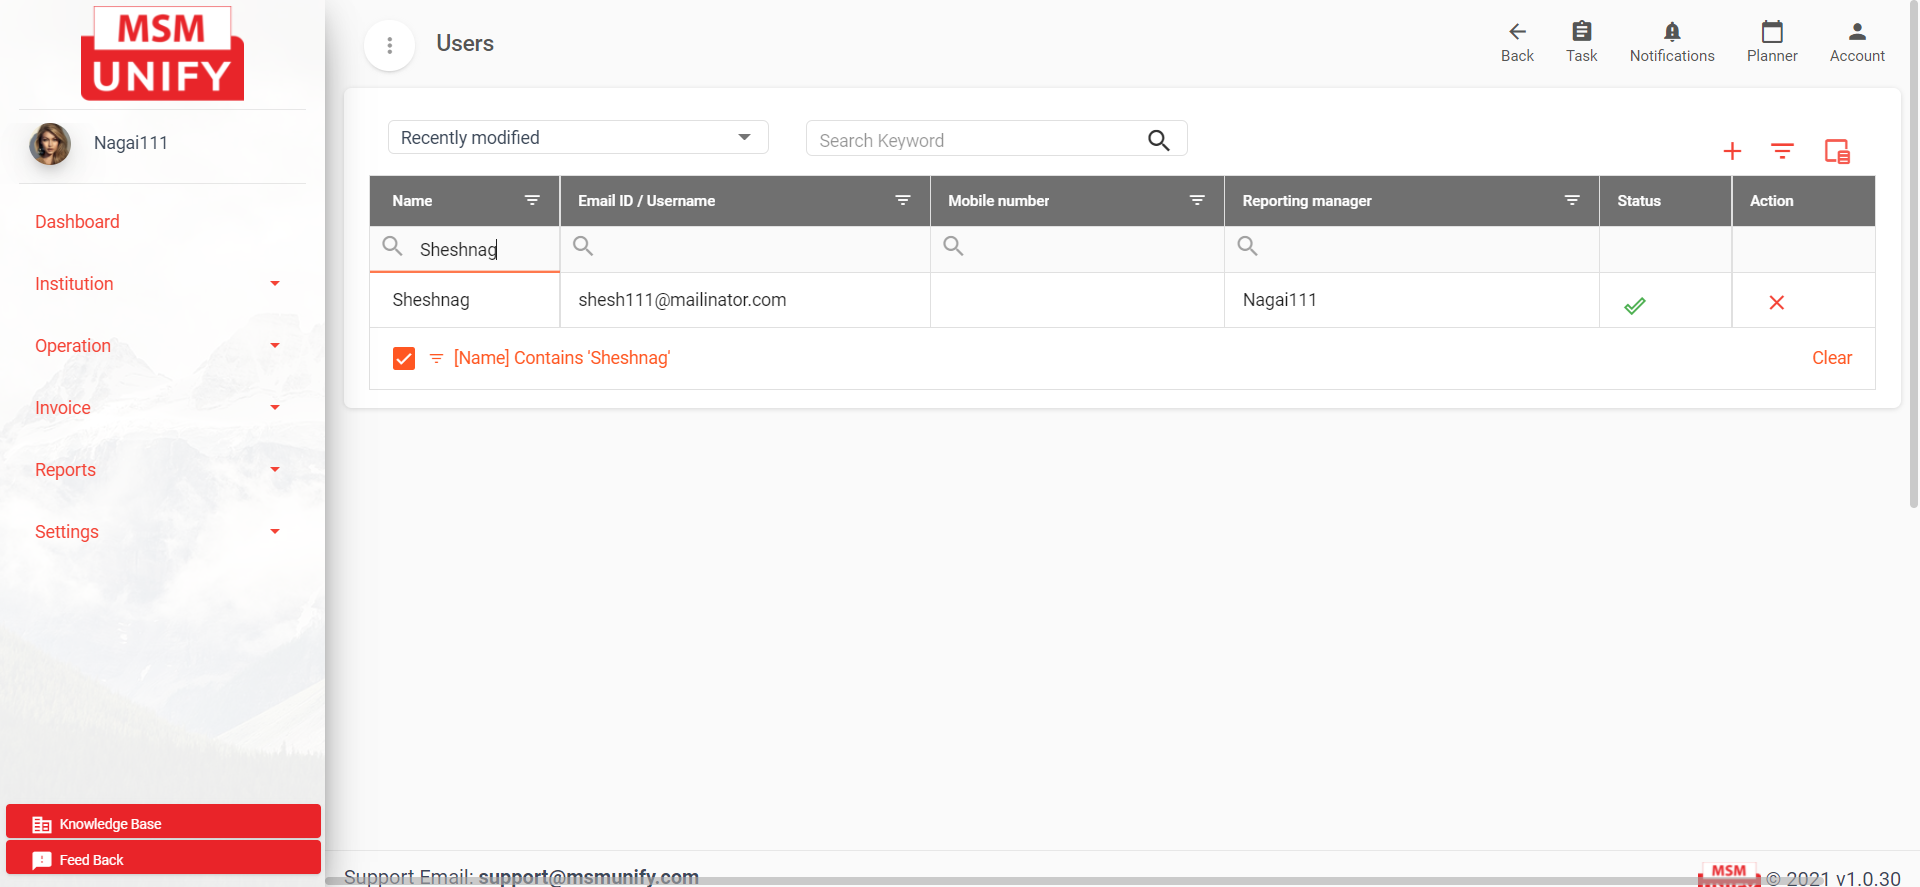 MSM
UNIFY
Nagai111
Dashboard
Institution
Operation
Invoice
Reports
Settings
Knowledge Base
Feed Back
Users
Back
Task
Notifications
Planner
Account
Recently modified
Search Keyword
Name
Email ID / Username
Mobile number
Reporting manager
Status
Action
Sheshnag
Sheshnag
shesh111@mailinator.com
Nagai111
[Name] Contains 'Sheshnag'
Clear
Support Email: support@msmunify.com
MSM
UNIFY
© 2021 v1.0.30